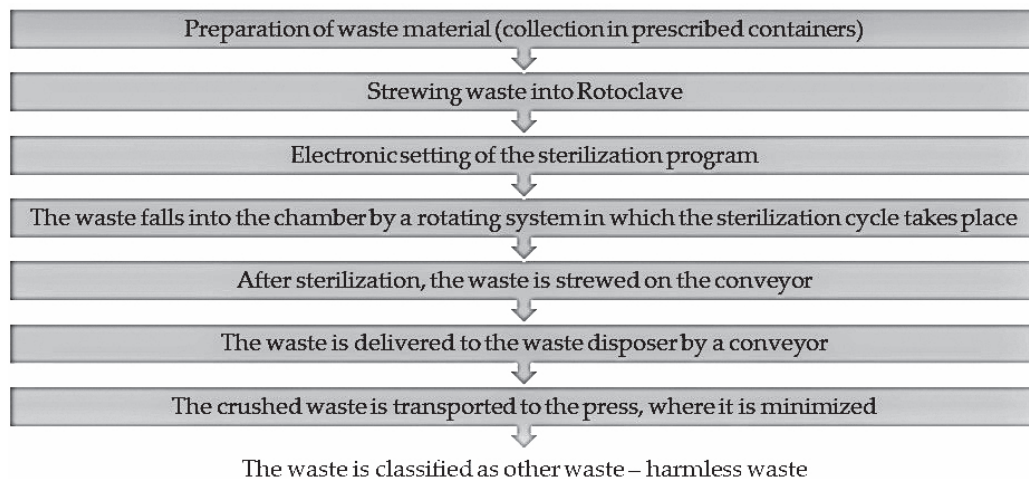 Preparation of waste material (collection in prescribed containers)
Strewing waste into Rotoclave
Electronic setting of the sterilization program
The waste falls into the chamber by a rotating system in which the sterilization cycle takes place
After sterilization, the waste is strewed on the conveyor
The waste is delivered to the waste disposer by a conveyor
The crushed waste is transported to the press, where it is minimized
The waste is classified as other waste – harmless waste